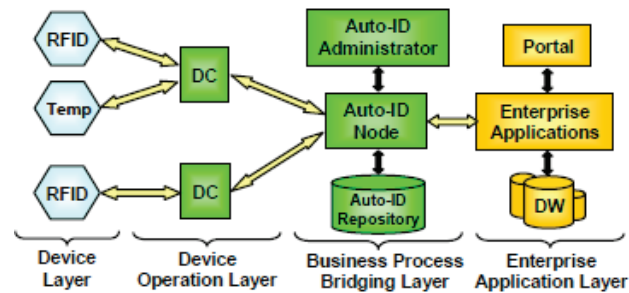 RFID
Temp
RFID
DC
DC
Auto-ID
Administrator
Auto-ID
Node
Auto-ID
Repository
Portal
Enterprise
Applications
DW
Device
Layer
Device
Operation Layer
Business Process
Bridging Layer
Enterprise
Application Layer